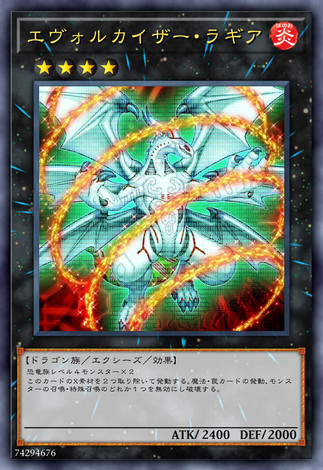 エヴォルカイザー・ラギア
炎
【ドラゴン族/エクシーズ/効果】
恐竜族レベル4モンスター×2
このカードのX素材を2つ取り除いて発動する。魔法・罠カードの発動、モンス
ターの召喚・特殊召喚のどれか1つを無効にし破壊する。
ATK/ 2400 DEF/ 2000
74294676